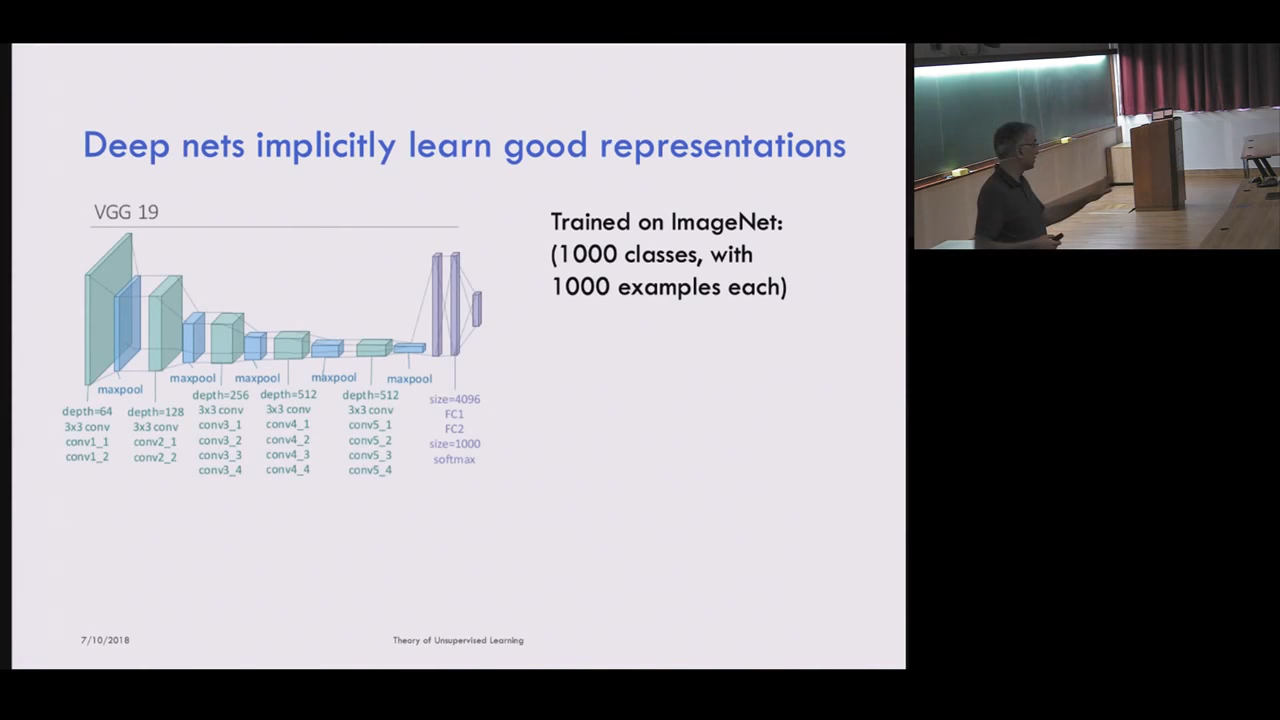 Deep nets implicitly learn good representations
VGG 19
Trained on ImageNet:
(1000 classes, with
1000 examples each)
maxpool
maxpool
maxpool
maxpool
maxpool
depth=64
3x3 conv
conv1_1
conv1_2
depth=128
3x3 conv
conv2_1
conv2_2
depth=256
3x3 conv
conv3_1
conv3_2
conv3_3
conv3_4
depth=512
3x3 conv
conv4_1
conv4_2
conv4_3
conv4_4
depth=512
3x3 conv
conv5_1
conv5_2
conv5_3
conv5_4
size=4096
FC1
FC2
size=1000
softmax
7/10/2018
Theory of Unsupervised Learning